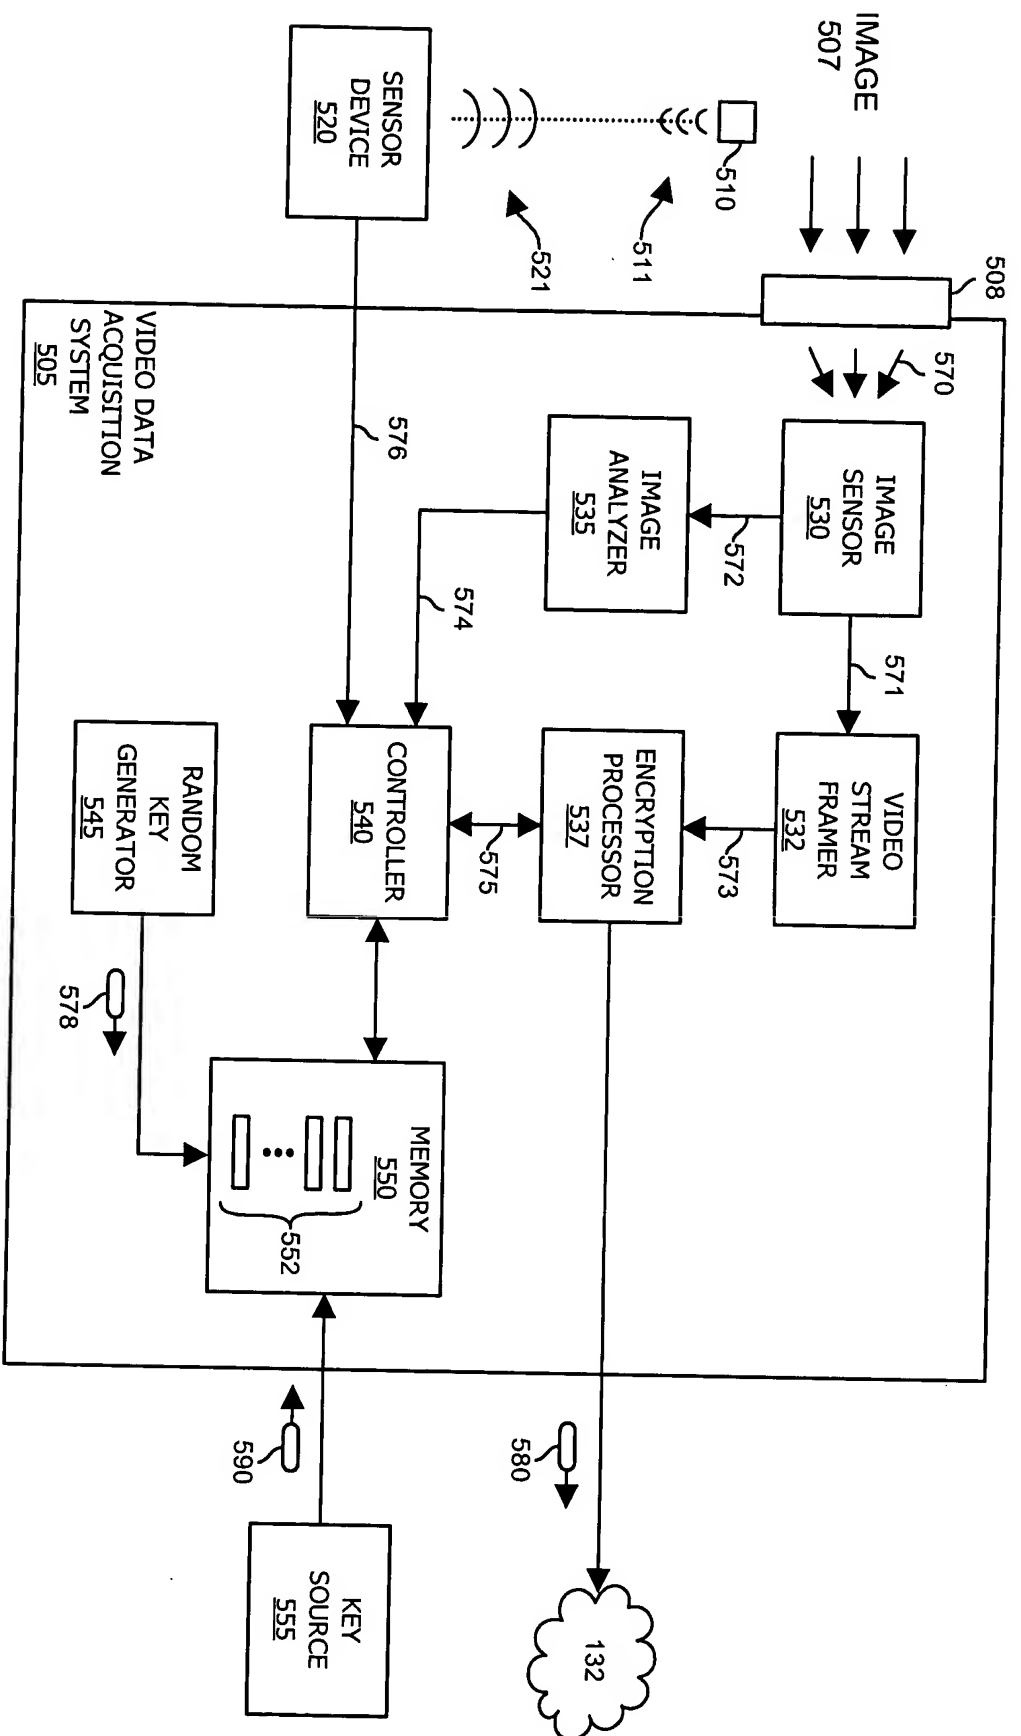 IMAGE
507
508
570
510
511
521
SENSOR
DEVICE
520
576
IMAGE
SENSOR
530
571
VIDEO
STREAM
FRAMER
532
572
573
IMAGE
ANALYZER
535
574
ENCRYPTION
PROCESSOR
537
575
CONTROLLER
540
RANDOM
KEY
GENERATOR
545
578
MEMORY
550
552
VIDEO DATA
ACQUISITION
SYSTEM
505
580
132
590
KEY
SOURCE
555